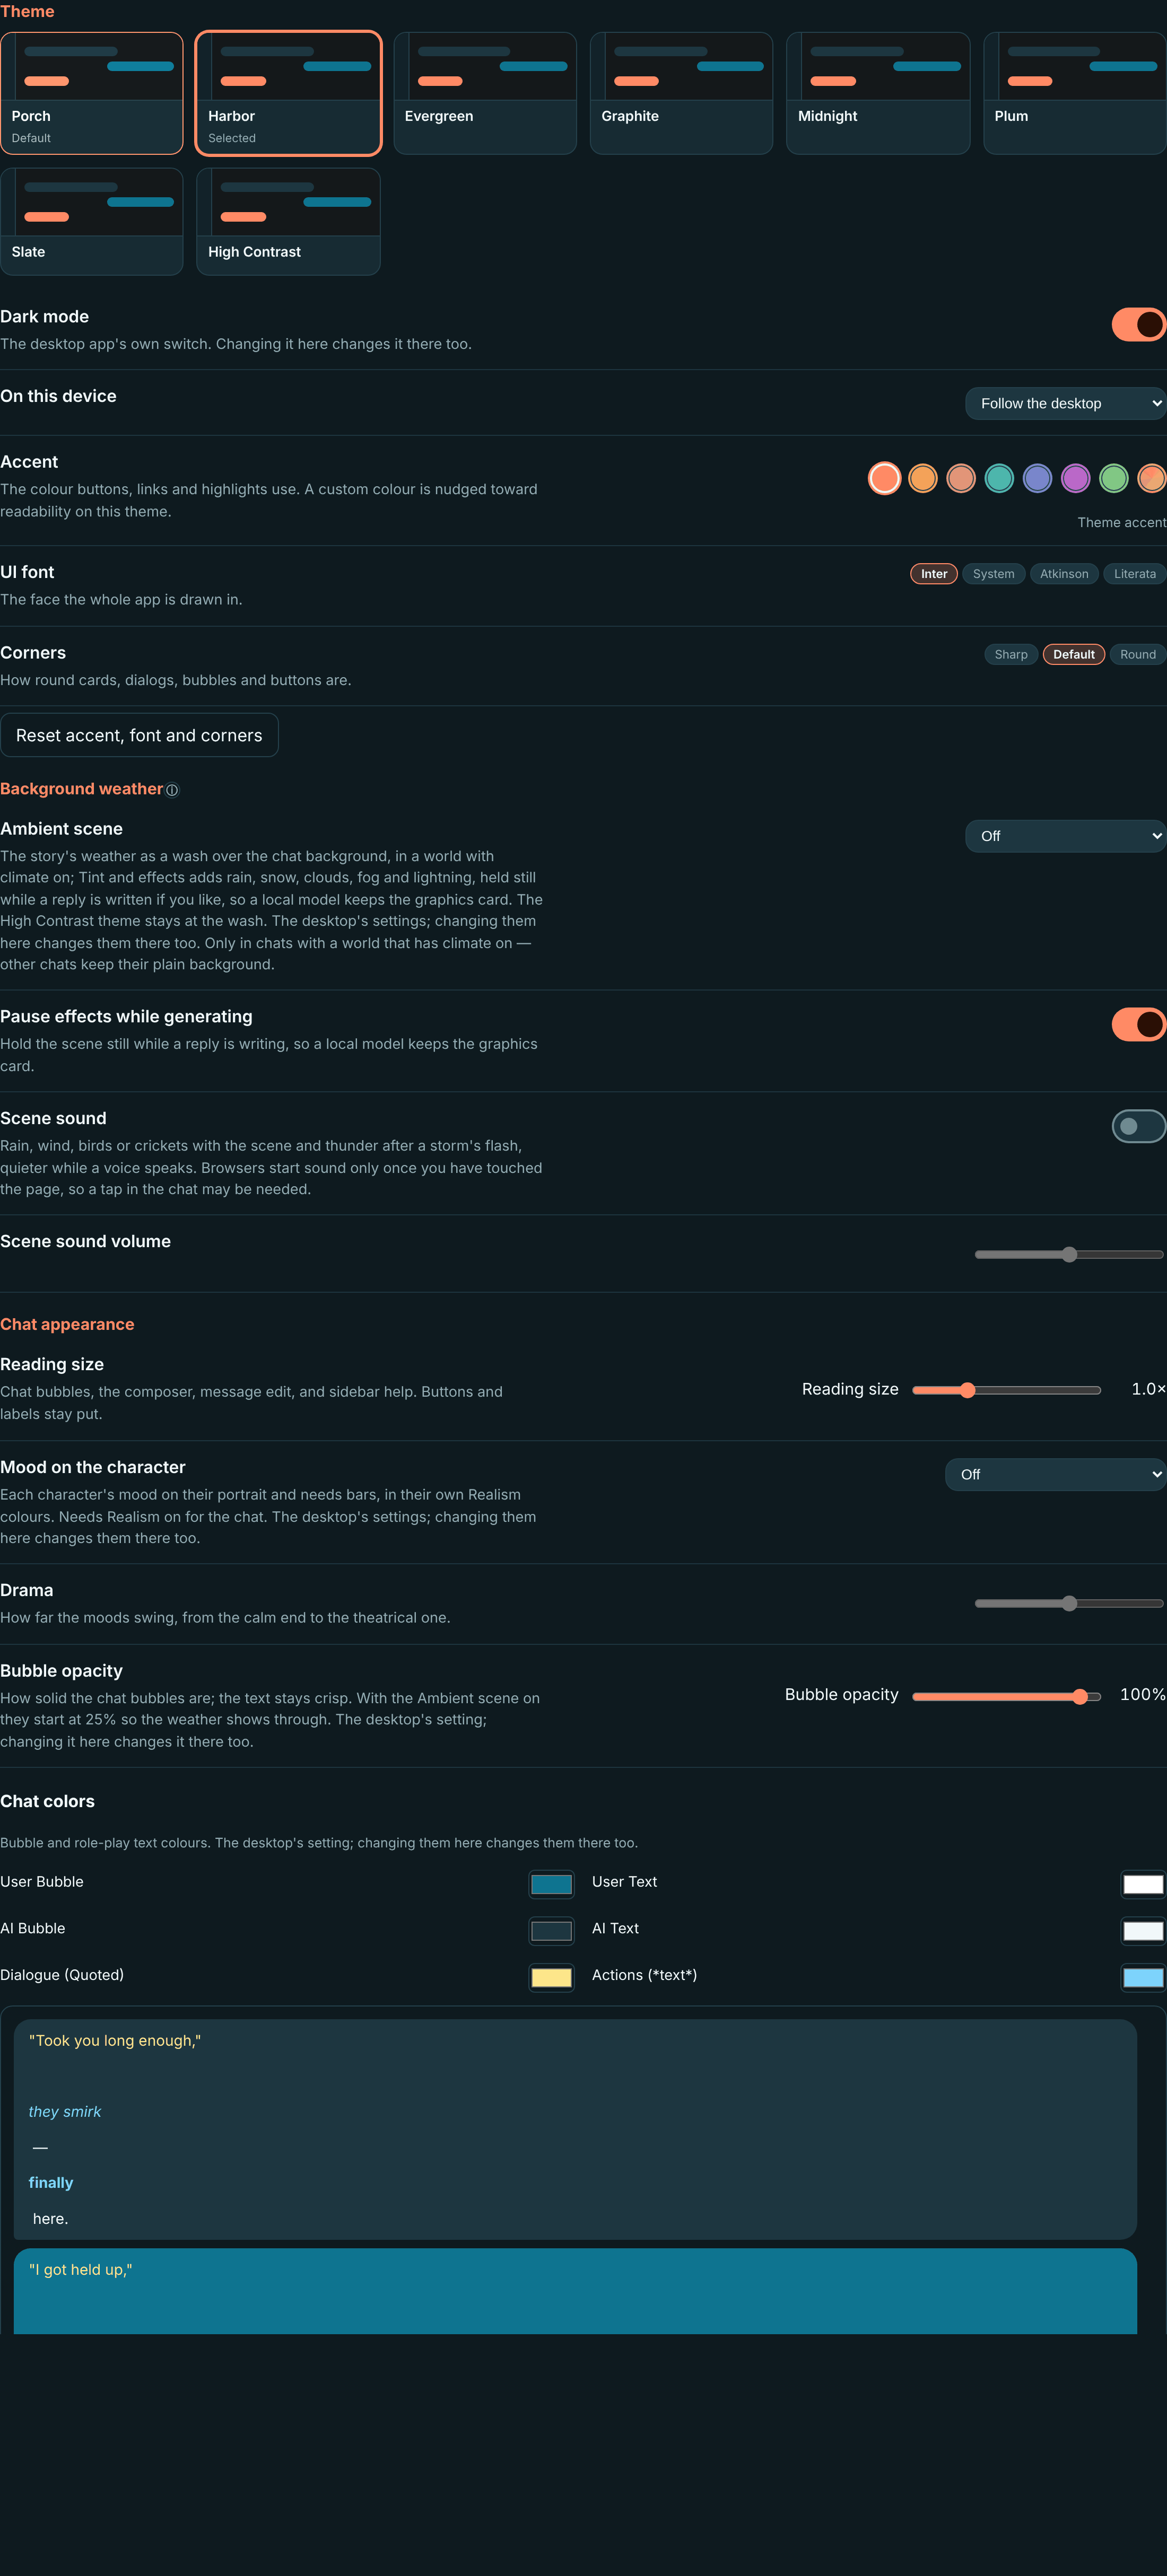 Theme
Porch
Default
Harbor
Selected
Evergreen
Graphite
Midnight
Plum
Slate
High Contrast
Dark mode
The desktop app's own switch. Changing it here changes it there too.
On this device
Follow the desktop
Accent
The colour buttons, links and highlights use. A custom colour is nudged toward
readability on this theme.
Theme accent
UI font
The face the whole app is drawn in.
Inter
System
Atkinson
Literata
Corners
How round cards, dialogs, bubbles and buttons are.
Sharp
Default
Round
Reset accent, font and corners
Background weather ⓘ
Ambient scene
The story's weather as a wash over the chat background, in a world with
climate on; Tint and effects adds rain, snow, clouds, fog and lightning, held still
while a reply is written if you like, so a local model keeps the graphics card. The
High Contrast theme stays at the wash. The desktop's settings; changing them
here changes them there too. Only in chats with a world that has climate on —
other chats keep their plain background.
Off
Pause effects while generating
Hold the scene still while a reply is writing, so a local model keeps the graphics
card.
Scene sound
Rain, wind, birds or crickets with the scene and thunder after a storm's flash,
quieter while a voice speaks. Browsers start sound only once you have touched
the page, so a tap in the chat may be needed.
Scene sound volume
Chat appearance
Reading size
Chat bubbles, the composer, message edit, and sidebar help. Buttons and
labels stay put.
Reading size
1.0×
Mood on the character
Each character's mood on their portrait and needs bars, in their own Realism
colours. Needs Realism on for the chat. The desktop's settings; changing them
here changes them there too.
Off
Drama
How far the moods swing, from the calm end to the theatrical one.
Bubble opacity
How solid the chat bubbles are; the text stays crisp. With the Ambient scene on
they start at 25% so the weather shows through. The desktop's setting;
changing it here changes it there too.
Bubble opacity
100%
Chat colors
Bubble and role-play text colours. The desktop's setting; changing them here changes them there too.
User Bubble
User Text
AI Bubble
AI Text
Dialogue (Quoted)
Actions (*text*)
"Took you long enough,"
they smirk
—
finally
here.
"I got held up,"